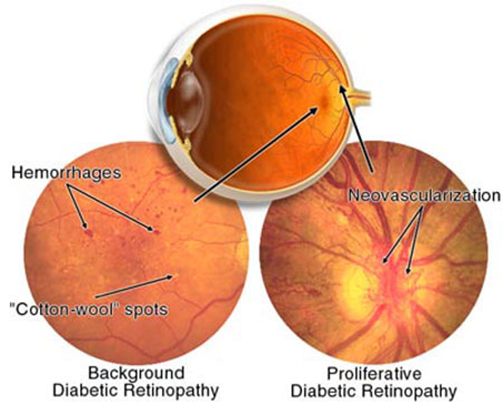 Hemorrhages
Neovascularization
"Cotton-wool" spots
Background
Diabetic Retinopathy
Proliferative
Diabetic Retinopathy